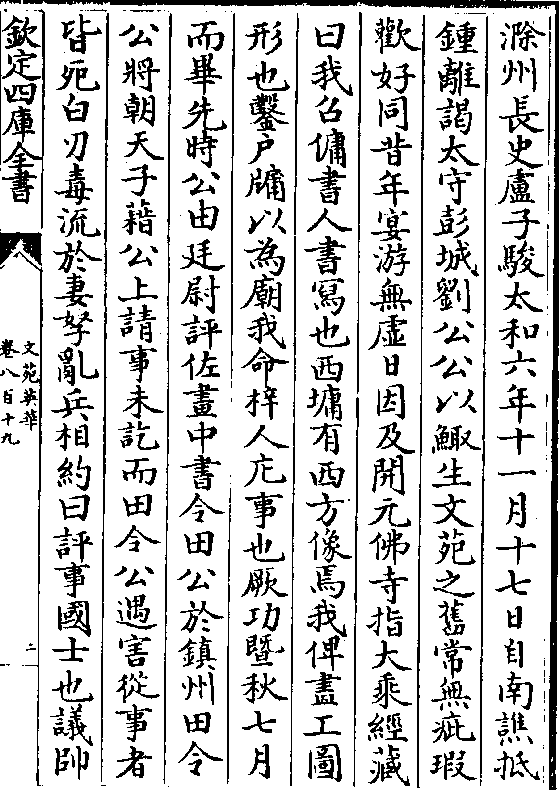 滁州長史盧子駿太和六年十一月十七日自南譙抵
鍾離謁太守彭城劉公公以鯫生文苑之舊常無疵瑕
歡好同昔年宴游無虛日因及開元佛寺指大乘經藏
曰我召傭書人書寫也西墉有西方像焉我俾畫工圖
形也鑿戶牖以為廟我命梓人庀事也厥功暨秋七月
而畢先時公由廷尉評佐畫中書令田公於鎮州田令
公將朝天子藉公上請事未訖而田令公遇害從事者
皆死白刃毒流於妻孥亂兵相約曰評事國士也議帥
欽定四庫全書
文苑英華
卷八百十九
二